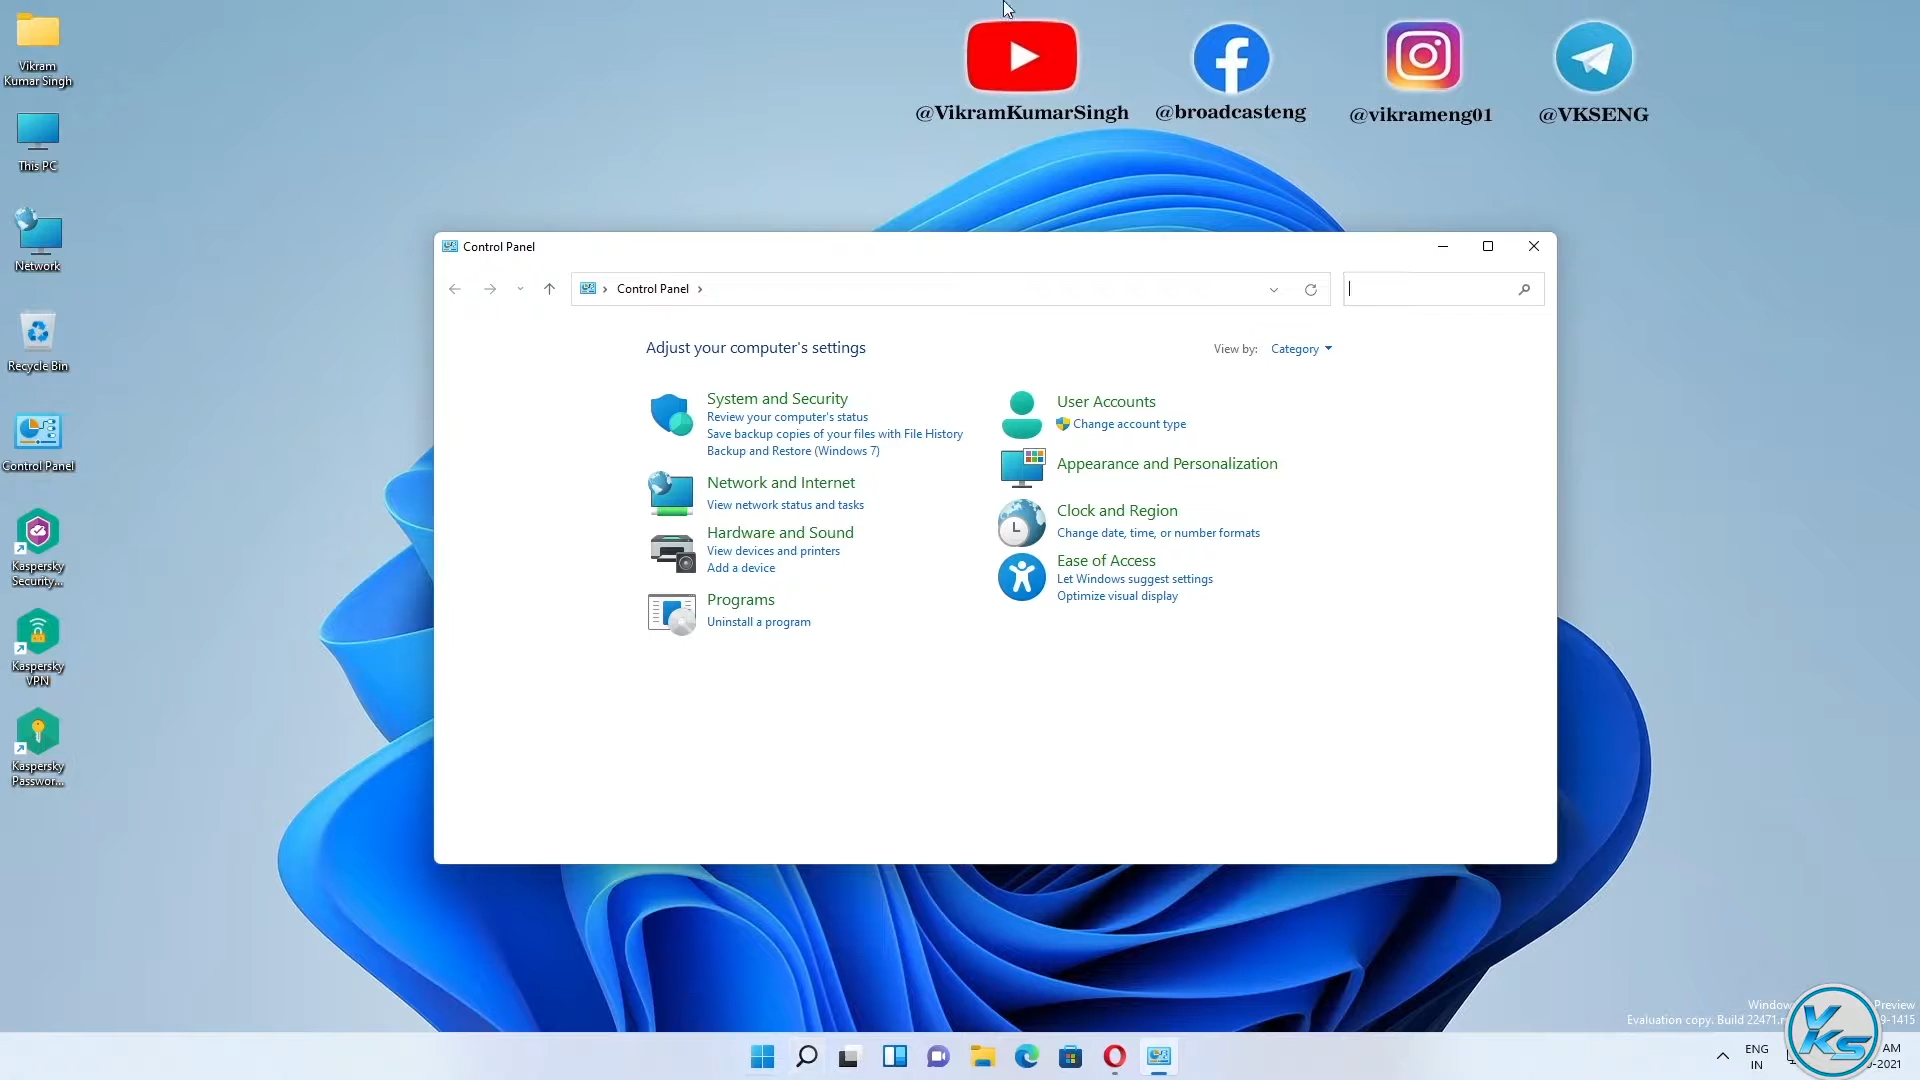 Vikram
Kumar Singh
This PC
Network
Recycle Bin
Control Panel
Kaspersky
Security...
Kaspersky
VPN
Kaspersky
Passwor...
@VikramKumarSingh
@broadcasteng
@vikrameng01
@VKSENG
Control Panel
Control Panel
Adjust your computer's settings
View by: Category
System and Security
Review your computer's status
Save backup copies of your files with File History
Backup and Restore (Windows 7)
Network and Internet
View network status and tasks
Hardware and Sound
View devices and printers
Add a device
Programs
Uninstall a program
User Accounts
Change account type
Appearance and Personalization
Clock and Region
Change date, time, or number formats
Ease of Access
Let Windows suggest settings
Optimize visual display
Preview
Evaluation copy. Build 22471.
9-1415
VKS
ENG
IN
AM
-2021